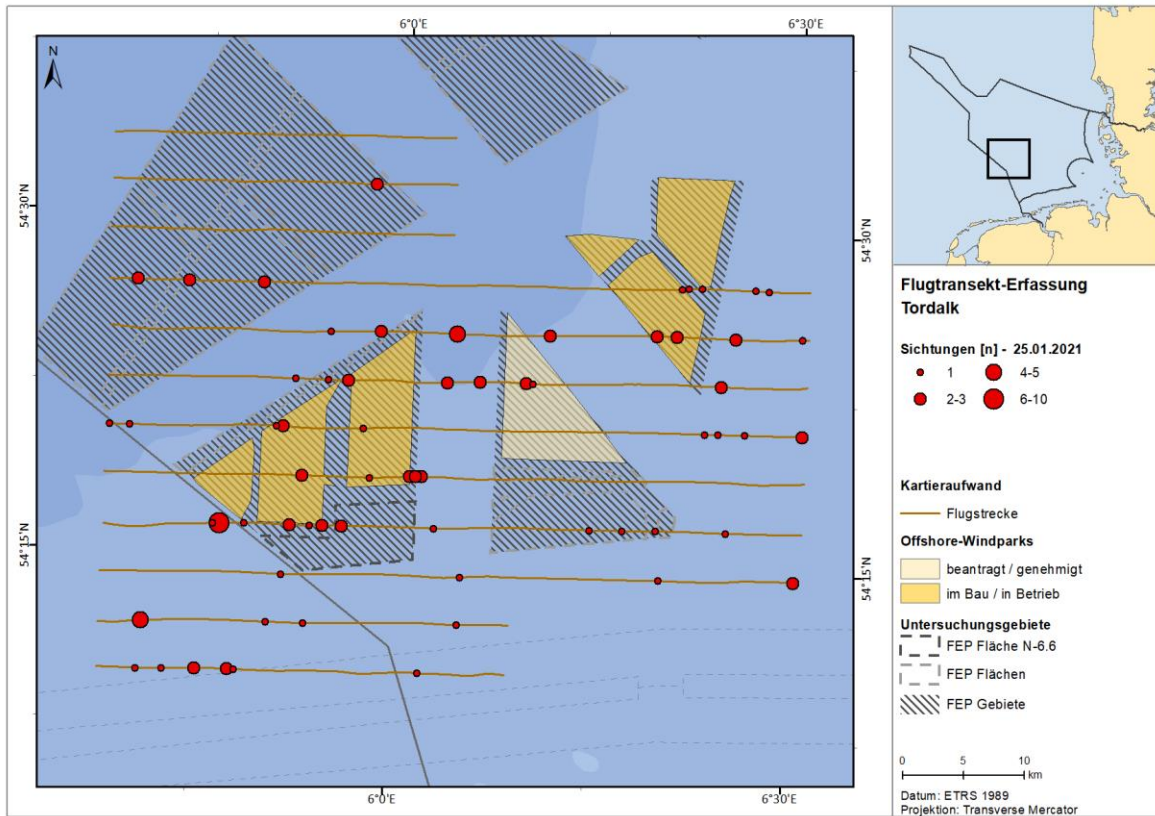 6°0'E
6°30'E
N
54°30'N
54°30'N
54°15'N
54°15'N
6°0'E
6°30'E
Flugtransekt-Erfassung
Tordalk
Sichtungen [n] - 25.01.2021
1
4-5
2-3
6-10
Kartieraufwand
Flugstrecke
Offshore-Windparks
beantragt / genehmigt
im Bau / in Betrieb
Untersuchungsgebiete
FEP Fläche N-6.6
FEP Flächen
FEP Gebiete
0 5 10
km
Datum: ETRS 1989
Projektion: Transverse Mercator